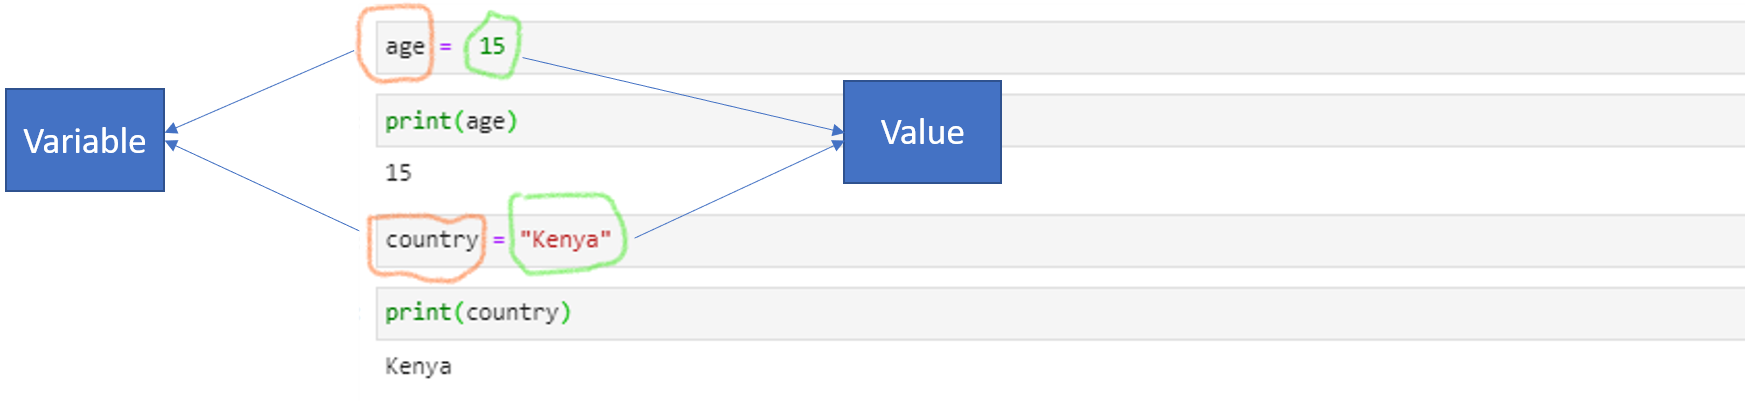 age = 15
Variable
Value
print(age)
15
country = "Kenya"
print(country)
Kenya